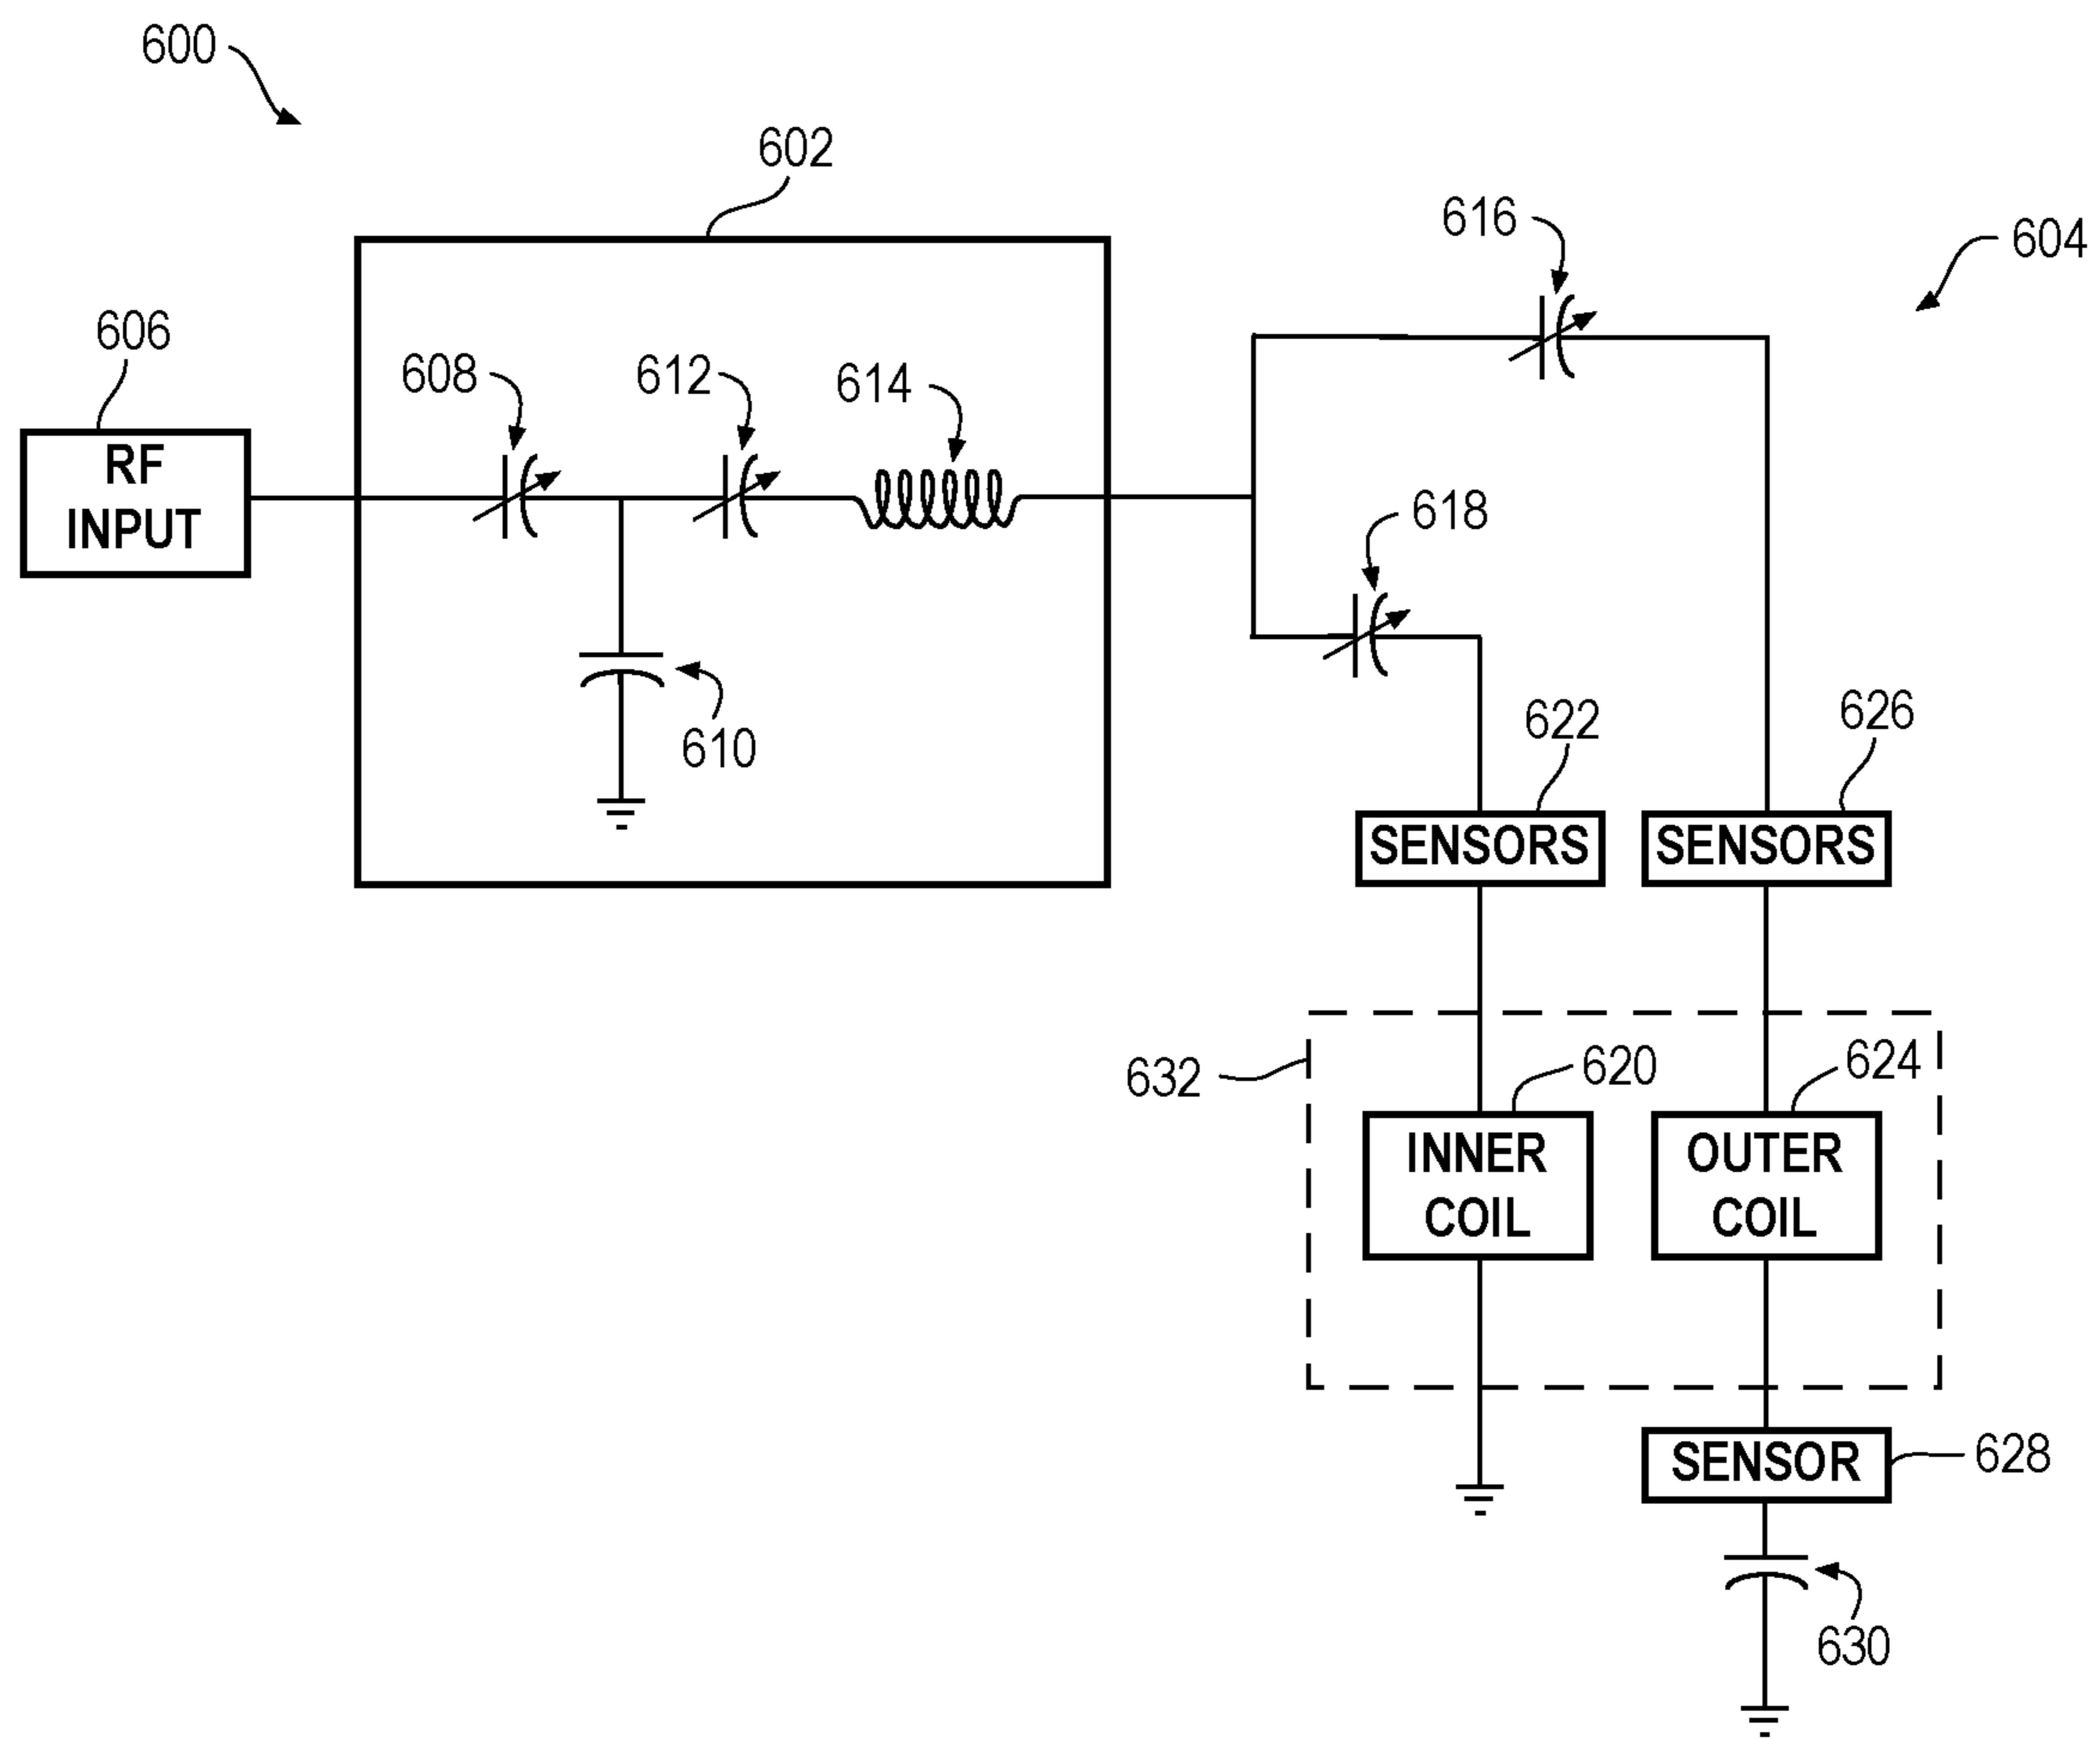 600
602
616
604
606
608
612
614
RF
INPUT
618
610
622
626
SENSORS
SENSORS
632
620
624
INNER
COIL
OUTER
COIL
SENSOR
628
630